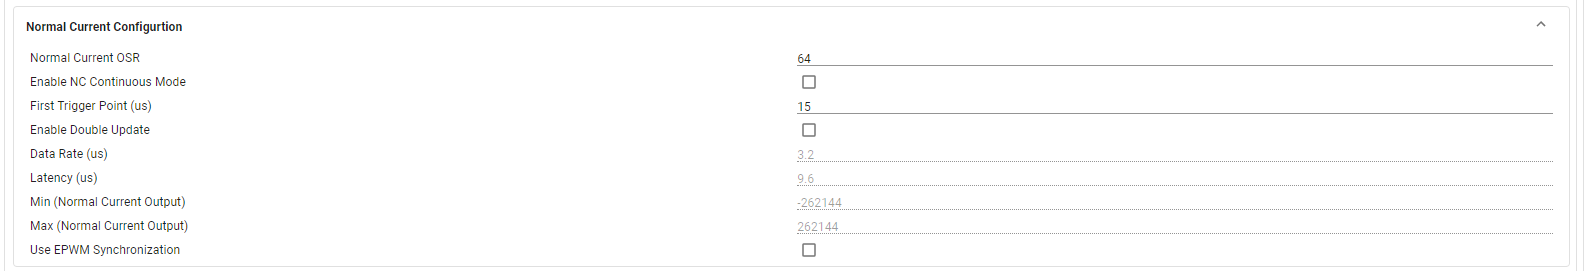 Normal Current Configurtion
Normal Current OSR 64
Enable NC Continuous Mode
First Trigger Point (us) 15
Enable Double Update
Data Rate (us) 3.2
Latency (us) 9.6
Min (Normal Current Output) -262144
Max (Normal Current Output) 262144
Use EPWM Synchronization